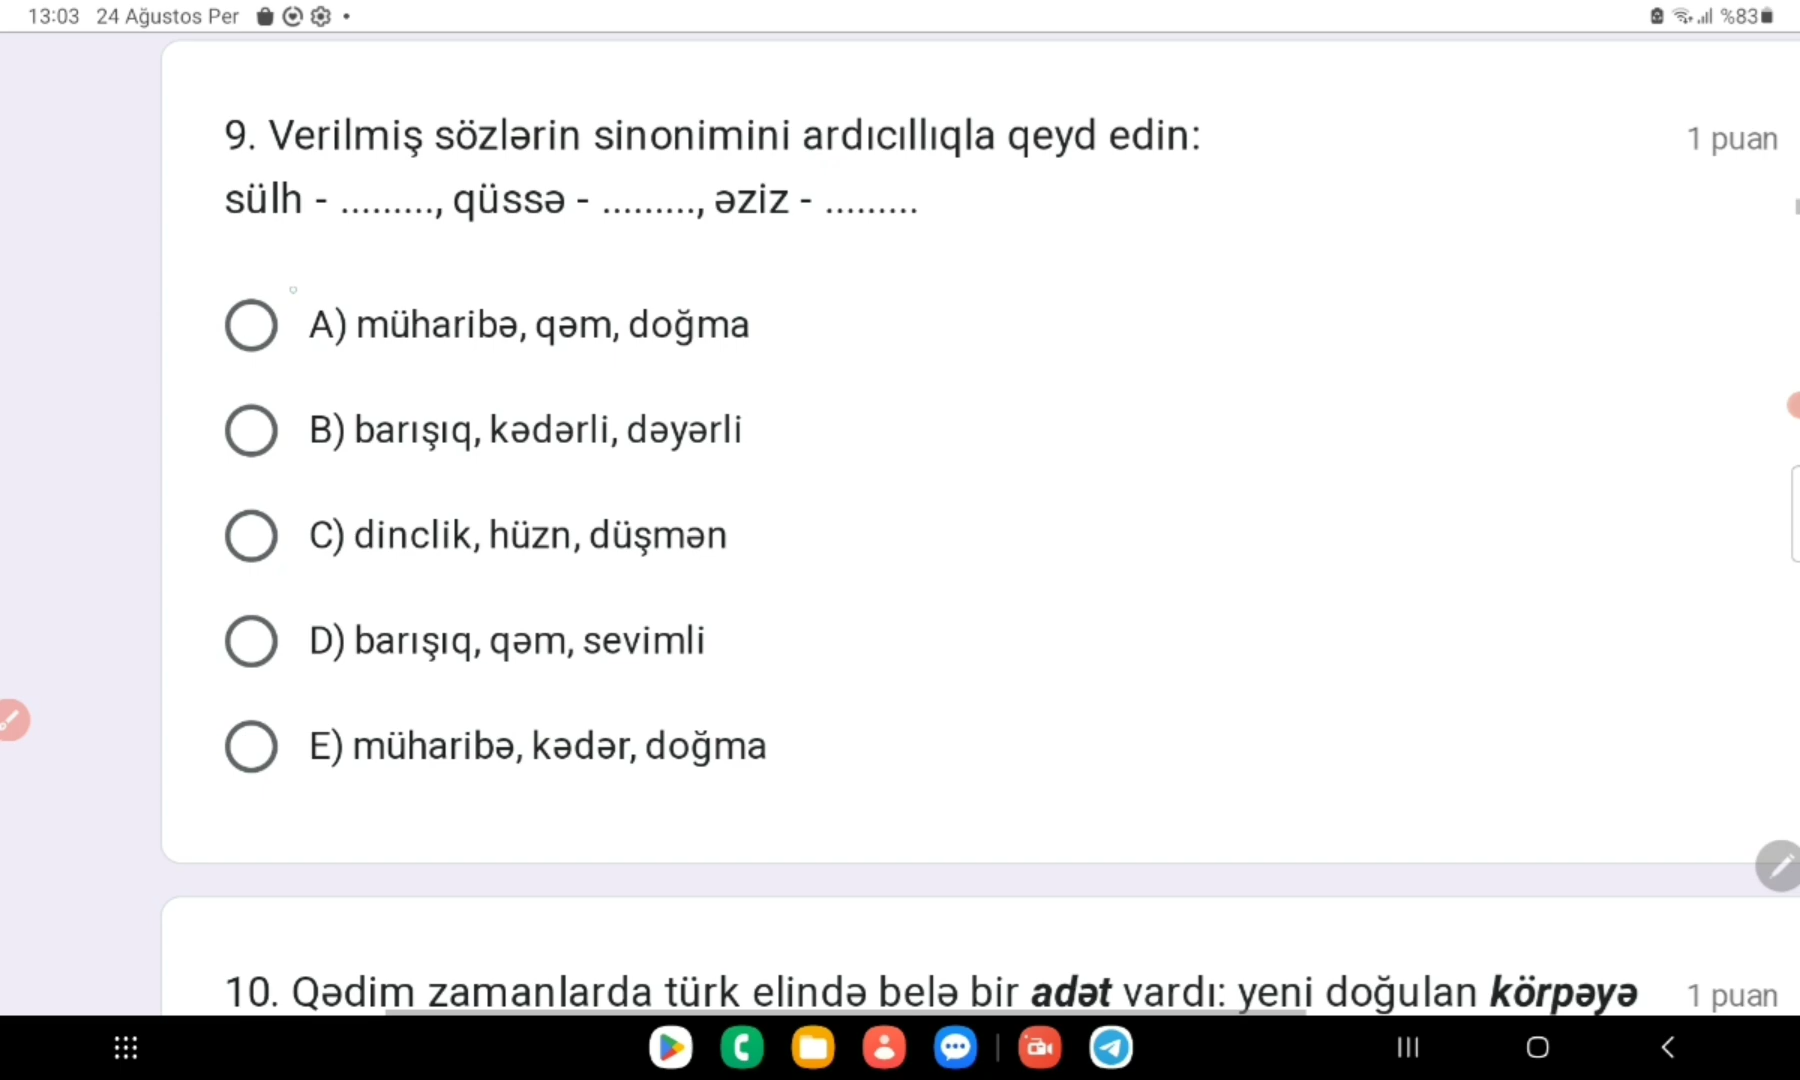 13:03 24 Ağustos Per
%83
9. Verilmiş sözlərin sinonimini ardıcıllıqla qeyd edin:
1 puan
sülh - ........., qüssə - ........., əziz - .........
A) müharibə, qəm, doğma
B) barışıq, kədərli, dəyərli
C) dinclik, hüzn, düşmən
D) barışıq, qəm, sevimli
E) müharibə, kədər, doğma
10. Qədim zamanlarda türk elində belə bir adət vardı: yeni doğulan körpəyə
1 puan